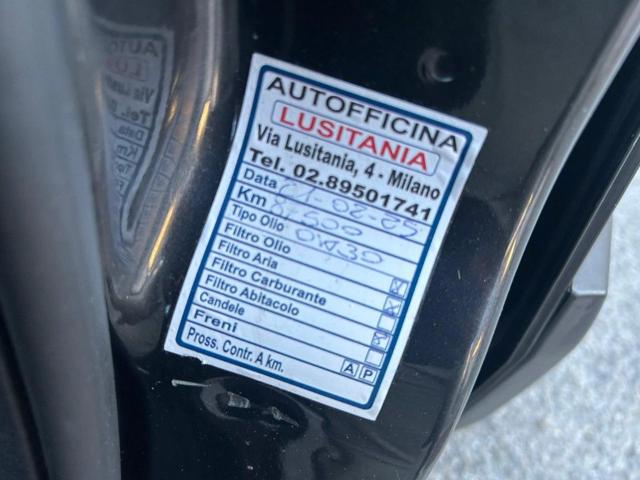 AUTOFFICINA
LUSITANIA
Via Lusitania, 4 - Milano
Tel. 02.89501741
Data
Km
Tipo Olio 0W30
Filtro Olio
Filtro Aria
Filtro Carburante
Filtro Abitacolo
Candele
Freni A P
Pross. Contr. A km.